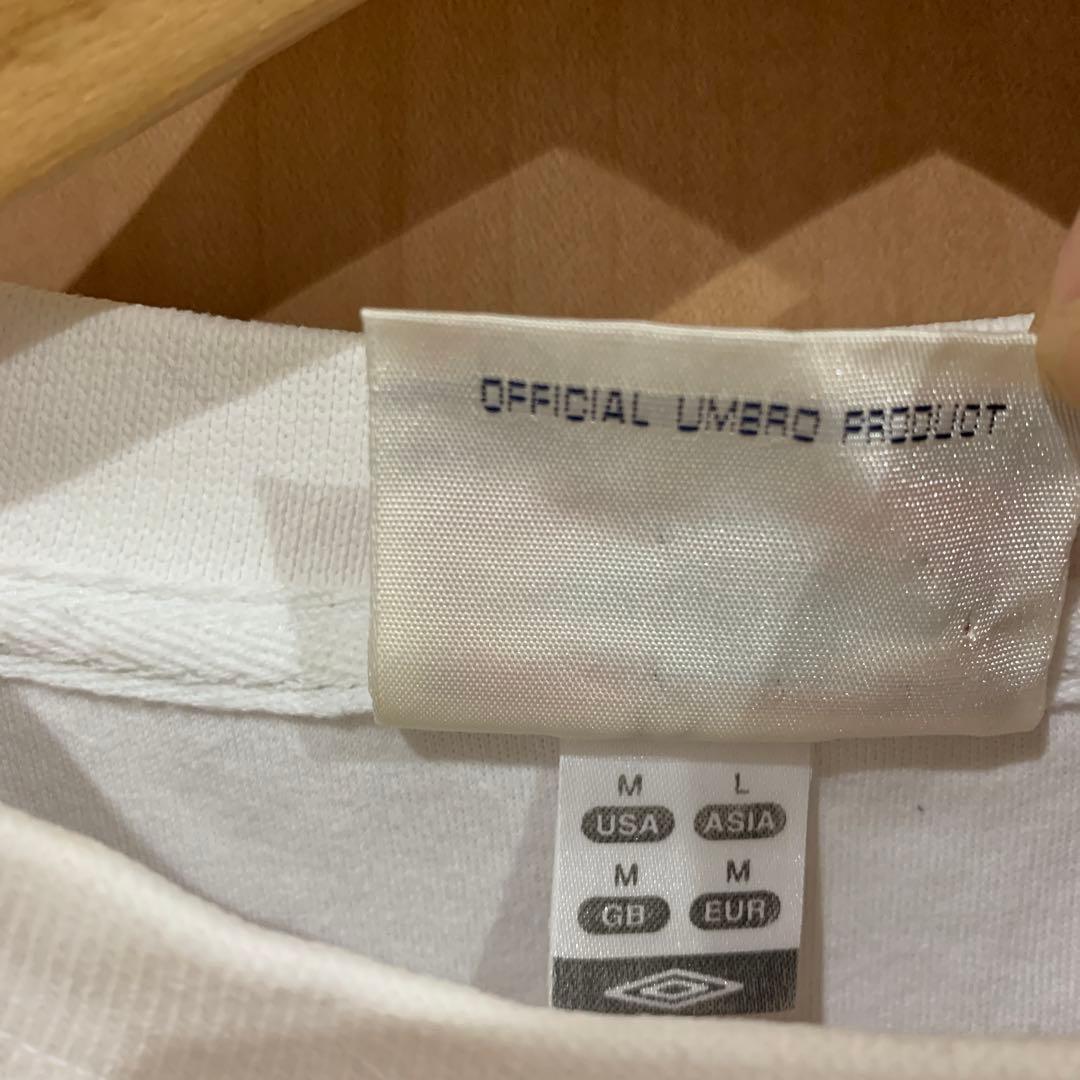 OFFICIAL UMBRO PRODUCT
M L
USA ASIA
M M
GB EUR